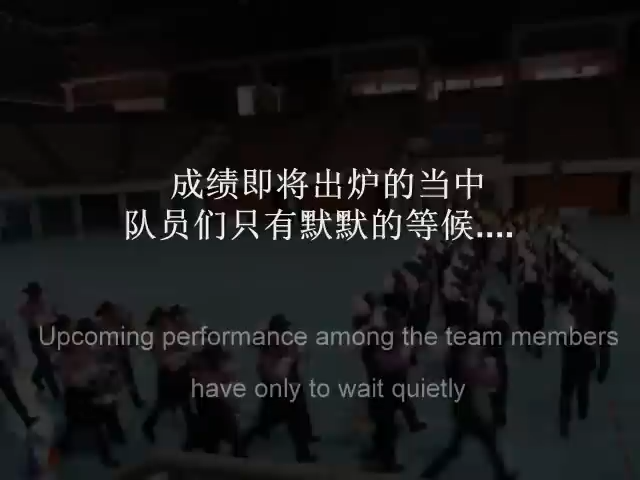 成绩即将出炉的当中
队员们只有默默的等候....
Upcoming performance among the team members
have only to wait quietly